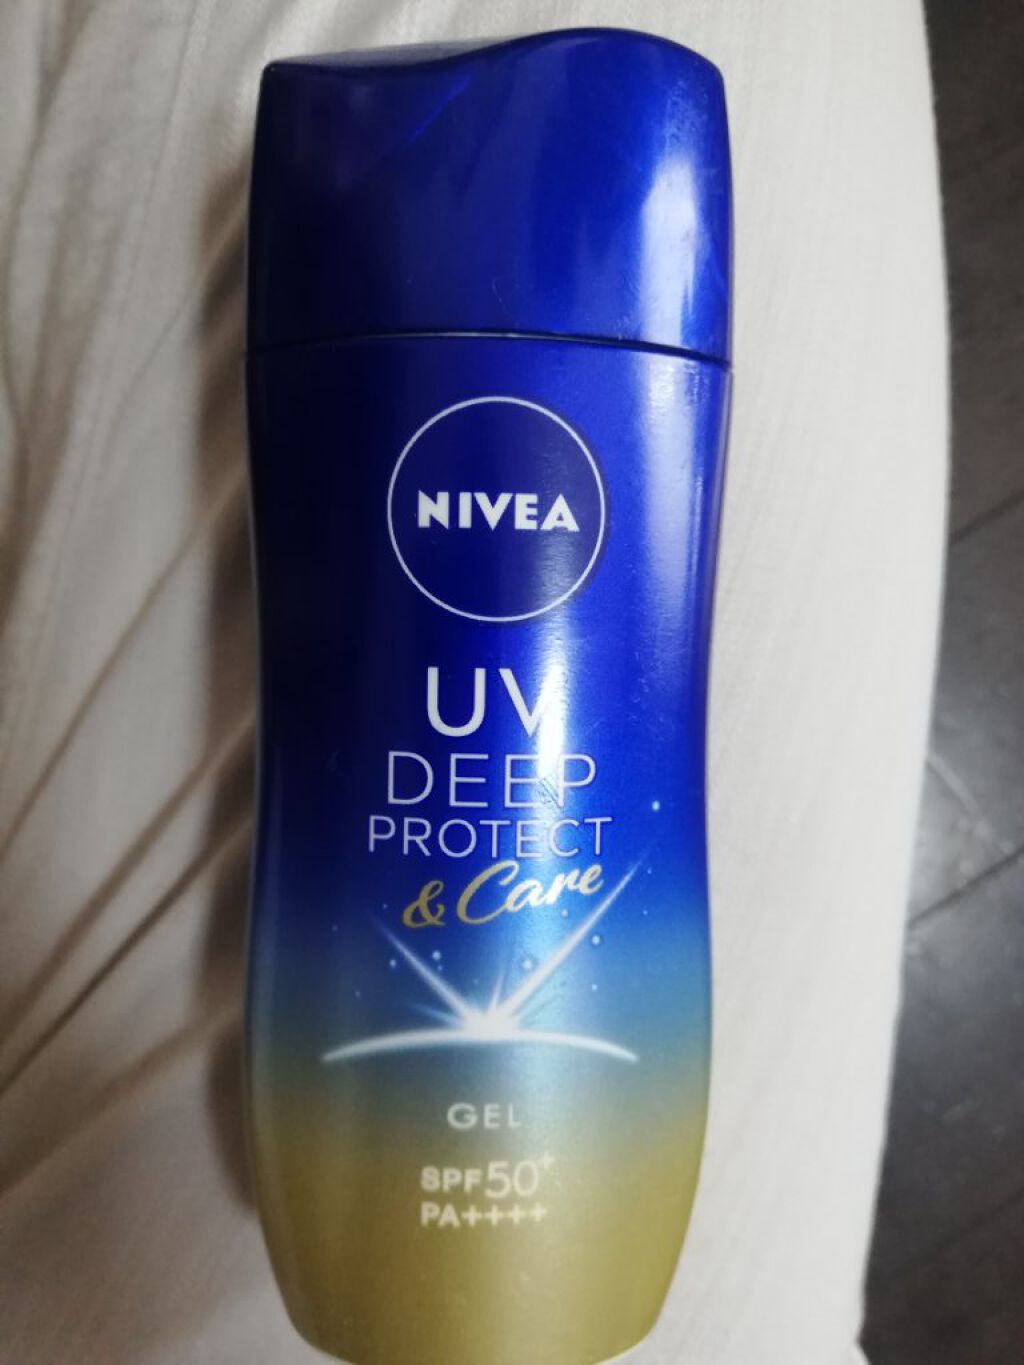 NIVEA
UV
DEEP
PROTECT
& Care
GEL
SPF50+
PA++++